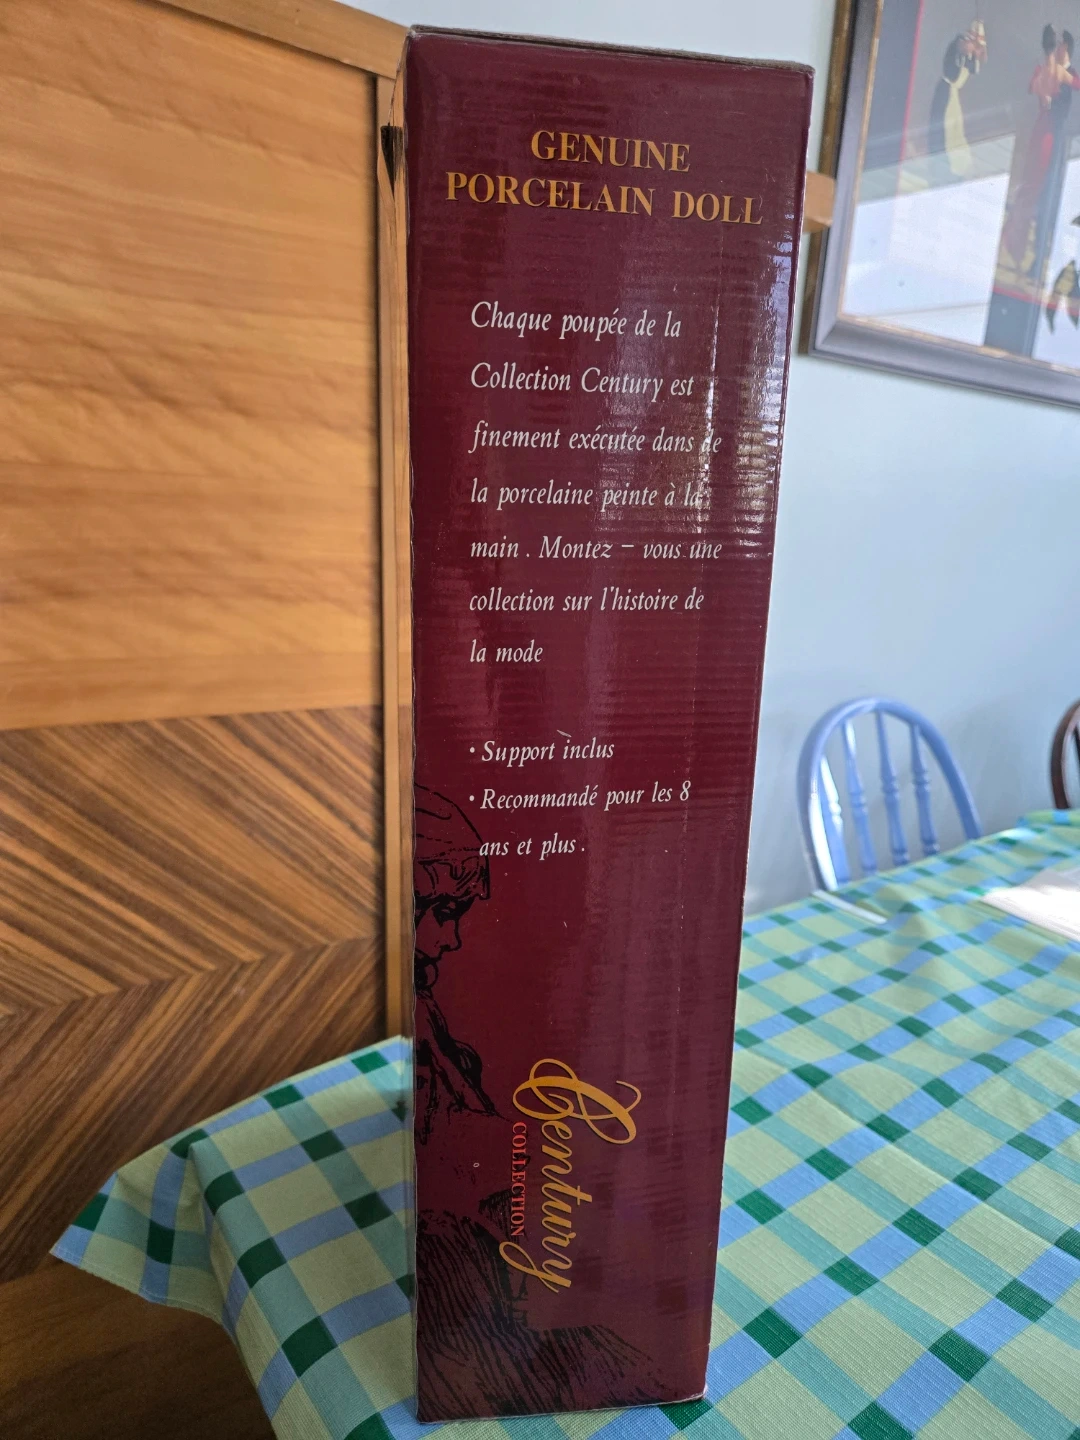 GENUINE
PORCELAIN DOLL
Chaque poupée de la
Collection Century est
finement exécutée dans de
la porcelaine peinte à la
main . Montez – vous une
collection sur l'histoire de
la mode
• Support inclus
• Recommandé pour les 8
ans et plus .
Century
COLLECTION